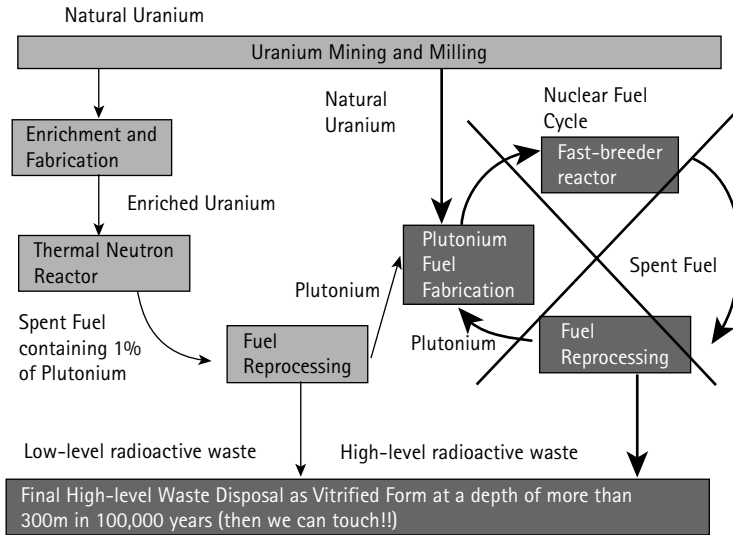 Natural Uranium
Uranium Mining and Milling
Natural
Uranium
Nuclear Fuel
Cycle
Enrichment and
Fabrication
Fast-breeder
reactor
Enriched Uranium
Thermal Neutron
Reactor
Plutonium
Fuel
Fabrication
Spent Fuel
Plutonium
Spent Fuel
containing 1%
of Plutonium
Fuel
Reprocessing
Plutonium
Fuel
Reprocessing
Low-level radioactive waste
High-level radioactive waste
Final High-level Waste Disposal as Vitrified Form at a depth of more than
300m in 100,000 years (then we can touch!!)